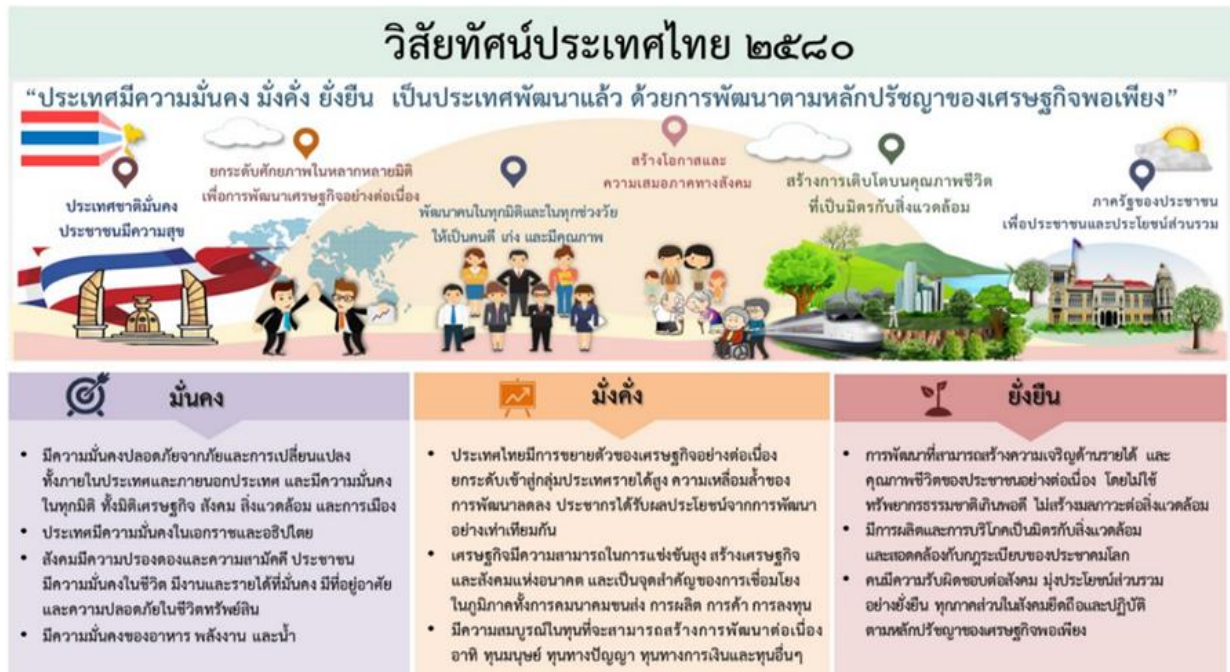 วิสัยทัศน์ประเทศไทย ๒๕๘๐
“ประเทศมีความมั่นคง มั่งคั่ง ยั่งยืน เป็นประเทศพัฒนาแล้ว ด้วยการพัฒนาตามหลักปรัชญาของเศรษฐกิจพอเพียง”
ประเทศชาติมั่นคง
ประชาชนมีความสุข
ยกระดับศักยภาพในหลากหลายมิติ
เพื่อการพัฒนาเศรษฐกิจอย่างต่อเนื่อง
พัฒนาคนในทุกมิติและในทุกช่วงวัย
ให้เป็นคนดี เก่ง และมีคุณภาพ
สร้างโอกาสและ
ความเสมอภาคทางสังคม
สร้างการเติบโตบนคุณภาพชีวิต
ที่เป็นมิตรกับสิ่งแวดล้อม
ภาครัฐของประชาชน
เพื่อประชาชนและประโยชน์ส่วนรวม
มั่นคง
• มีความมั่นคงปลอดภัยจากภัยและการเปลี่ยนแปลง
ทั้งภายในประเทศและภายนอกประเทศ และมีความมั่นคง
ในทุกมิติ ทั้งมิติเศรษฐกิจ สังคม สิ่งแวดล้อม และการเมือง
• ประเทศมีความมั่นคงในเอกราชและอธิปไตย
• สังคมมีความปรองดองและความสามัคคี ประชาชน
มีความมั่นคงในชีวิต มีงานและรายได้ที่มั่นคง มีที่อยู่อาศัย
และความปลอดภัยในชีวิตทรัพย์สิน
• มีความมั่นคงของอาหาร พลังงาน และน้ำ
มั่งคั่ง
• ประเทศไทยมีการขยายตัวของเศรษฐกิจอย่างต่อเนื่อง
ยกระดับเข้าสู่กลุ่มประเทศรายได้สูง ความเหลื่อมล้ำของ
การพัฒนาลดลง ประชากรได้รับผลประโยชน์จากการพัฒนา
อย่างเท่าเทียมกัน
• เศรษฐกิจมีความสามารถในการแข่งขันสูง สร้างเศรษฐกิจ
และสังคมแห่งอนาคต และเป็นจุดสำคัญของการเชื่อมโยง
ในภูมิภาคทั้งการคมนาคมขนส่ง การผลิต การค้า การลงทุน
• มีความสมบูรณ์ในทุนที่จะสามารถสร้างการพัฒนาต่อเนื่อง
อาทิ ทุนมนุษย์ ทุนทางปัญญา ทุนทางการเงินและทุนอื่นๆ
ยั่งยืน
• การพัฒนาที่สามารถสร้างความเจริญด้านรายได้ และ
คุณภาพชีวิตของประชาชนอย่างต่อเนื่อง โดยไม่ใช้
ทรัพยากรธรรมชาติเกินพอดี ไม่สร้างมลภาวะต่อสิ่งแวดล้อม
• มีการผลิตและการบริโภคเป็นมิตรกับสิ่งแวดล้อม
และสอดคล้องกับกฎระเบียบของประชาคมโลก
• คนมีความรับผิดชอบต่อสังคม มุ่งประโยชน์ส่วนรวม
อย่างยั่งยืน ทุกภาคส่วนในสังคมยึดถือและปฏิบัติ
ตามหลักปรัชญาของเศรษฐกิจพอเพียง